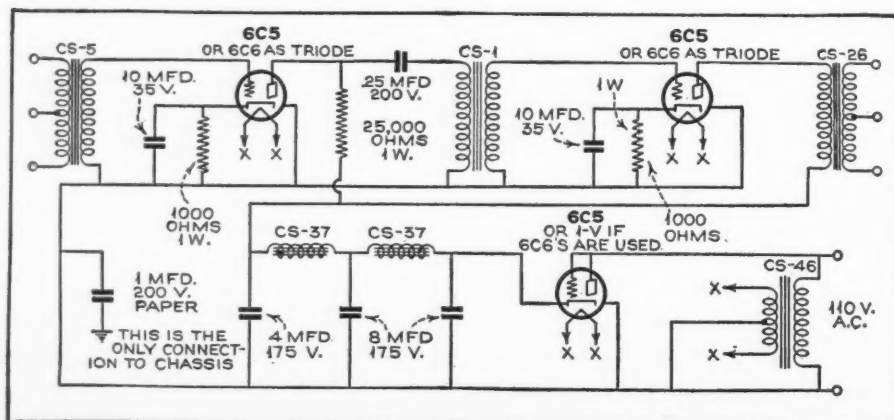 CS-5
10 MFD.
35 V.
6C5
OR 6C6 AS TRIODE
.25 MFD
200 V.
25,000
OHMS
1 W.
CS-1
6C5
OR 6C6 AS TRIODE
1W
10 MFD.
35 V.
CS-26
X X
X X
1000
OHMS
1 W.
1000
OHMS.
1 MFD.
200 V.
PAPER
THIS IS THE
ONLY CONNECT-
ION TO CHASSIS
CS-37
CS-37
4 MFD
175 V.
8 MFD
175 V.
6C5
OR 1-V IF
6C6'S ARE USED.
X X
CS-46
X
X
110 V.
A.C.